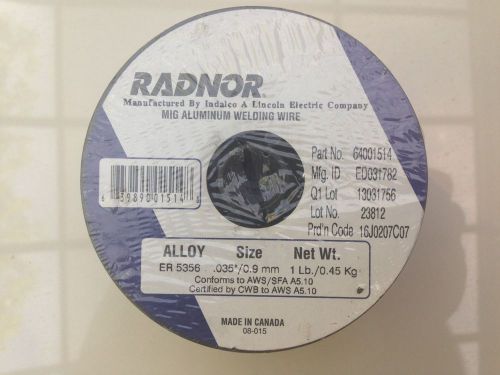 RADNOR
Manufactured By Indalco A Lincoln Electric Company
MIG ALUMINUM WELDING WIRE
Part No. 64001514
Mfg. ID ED031782
Q1 Lot 13031756
Lot No. 23812
Prd'n Code 16J0207C07
6 39890 01514
ALLOY Size Net Wt.
ER 5356 .035"/0.9 mm 1 Lb./0.45 Kg
Conforms to AWS/SFA A5.10
Certified by CWB to AWS A5.10
MADE IN CANADA
08-015